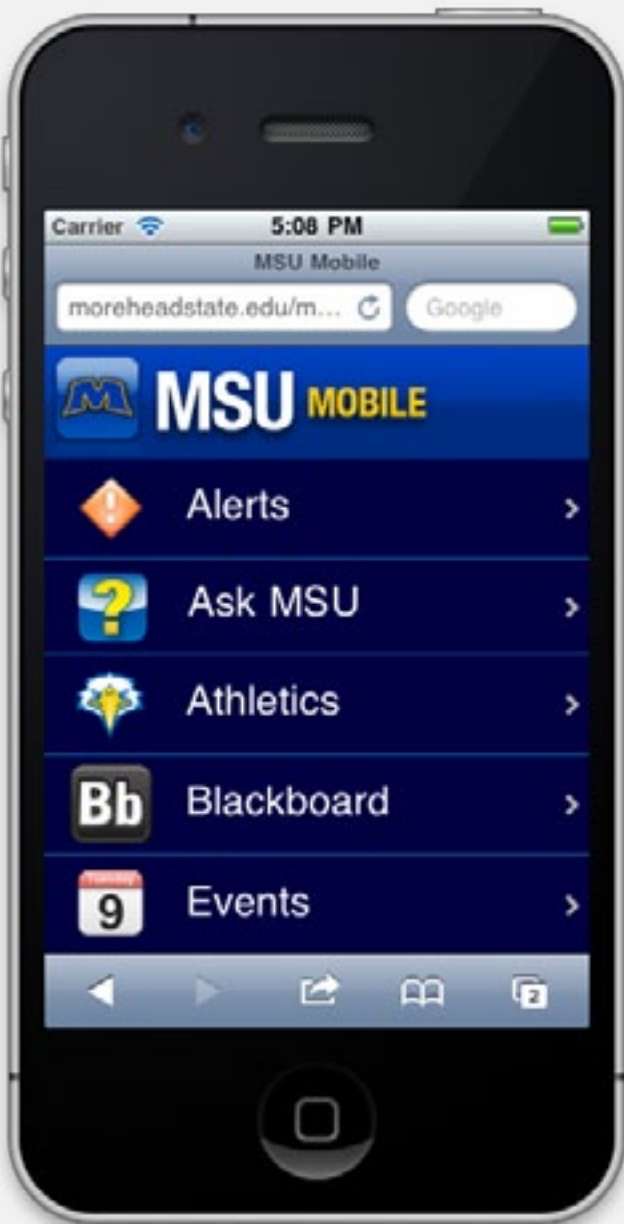 Carrier 5:08 PM
MSU Mobile
moreheadstate.edu/m... Google
M MSU MOBILE
! Alerts
? Ask MSU
Athletics
Bb Blackboard
Tuesday
9 Events
2